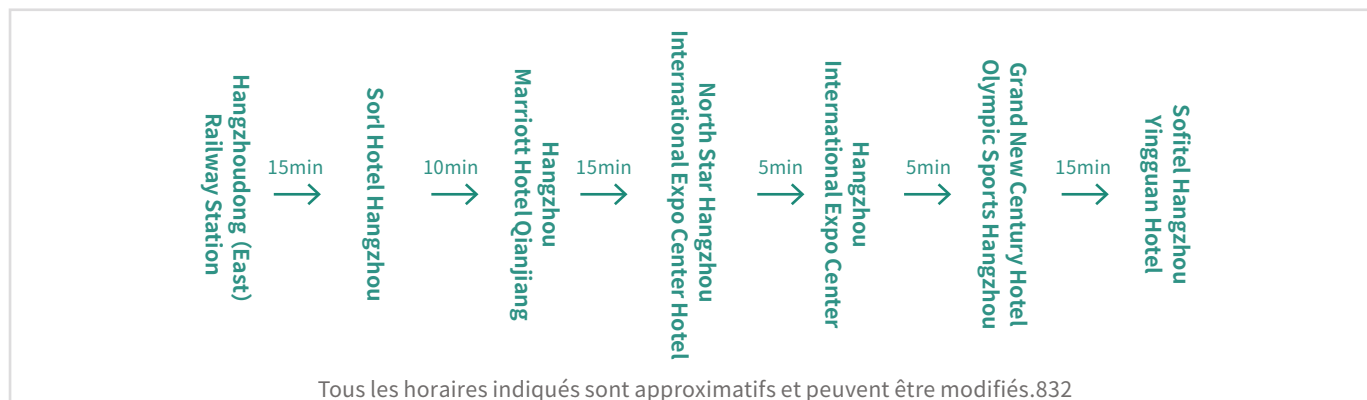 Hangzhoudong (East)
Railway Station
15min
Sorl Hotel Hangzhou
10min
Hangzhou
Marriott Hotel Qianjiang
15min
North Star Hangzhou
International Expo Center Hotel
5min
Hangzhou
International Expo Center
5min
Grand New Century Hotel
Olympic Sports Hangzhou
15min
Sofitel Hangzhou
Yingguan Hotel
Tous les horaires indiqués sont approximatifs et peuvent être modifiés.832